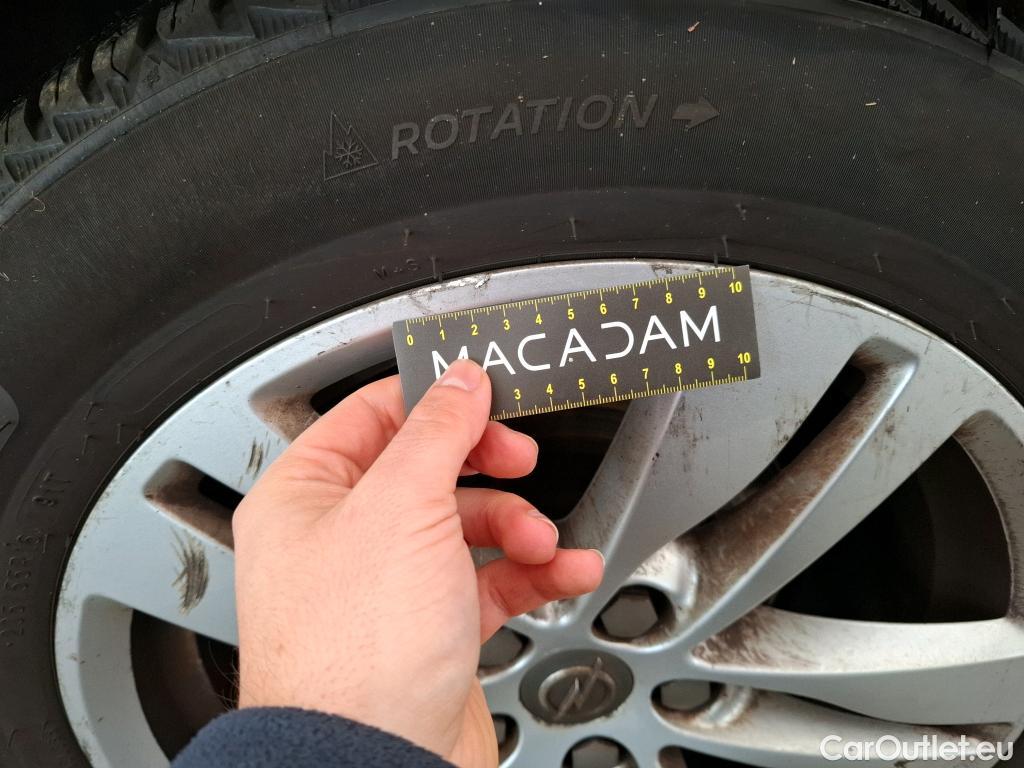 ROTATION
M+S
0 1 2 3 4 5 6 7 8 9 10
MACADAM
3 4 5 6 7 8 9 10
91T
CarOutlet.eu